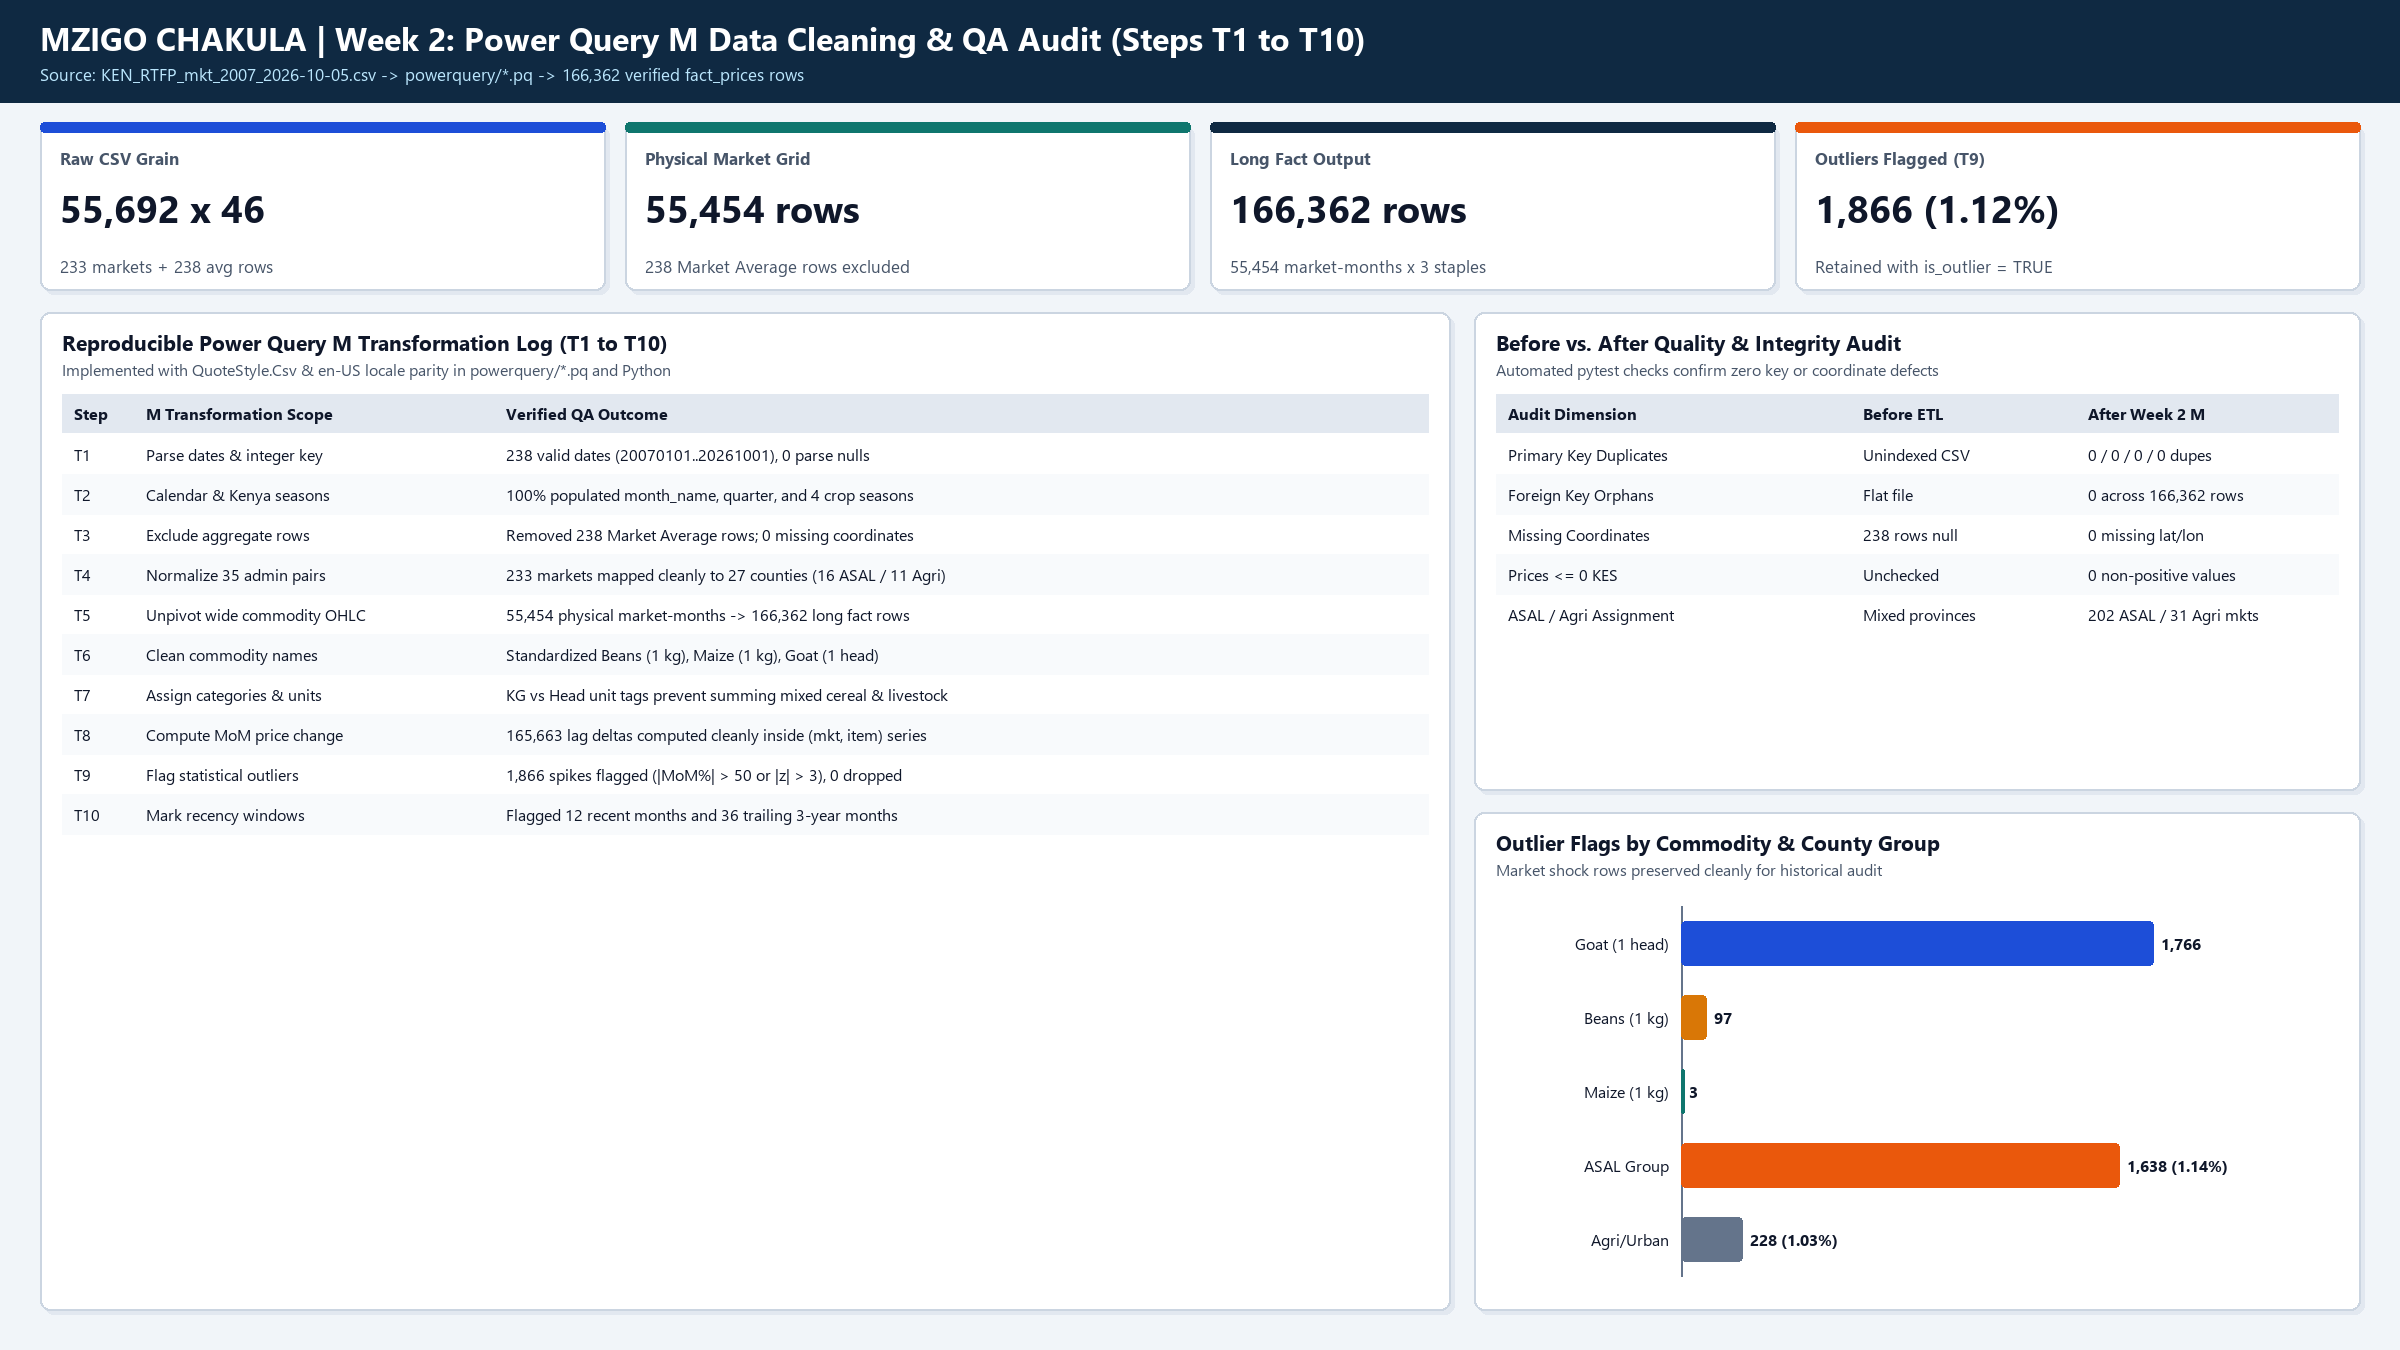 MZIGO CHAKULA | Week 2: Power Query M Data Cleaning & QA Audit (Steps T1 to T10)
Source: KEN_RTFP_mkt_2007_2026-10-05.csv -> powerquery/*.pq -> 166,362 verified fact_prices rows
Raw CSV Grain
55,692 x 46
233 markets + 238 avg rows
Physical Market Grid
55,454 rows
238 Market Average rows excluded
Long Fact Output
166,362 rows
55,454 market-months x 3 staples
Outliers Flagged (T9)
1,866 (1.12%)
Retained with is_outlier = TRUE
Reproducible Power Query M Transformation Log (T1 to T10)
Implemented with QuoteStyle.Csv & en-US locale parity in powerquery/*.pq and Python
Step M Transformation Scope Verified QA Outcome
T1 Parse dates & integer key 238 valid dates (20070101..20261001), 0 parse nulls
T2 Calendar & Kenya seasons 100% populated month_name, quarter, and 4 crop seasons
T3 Exclude aggregate rows Removed 238 Market Average rows; 0 missing coordinates
T4 Normalize 35 admin pairs 233 markets mapped cleanly to 27 counties (16 ASAL / 11 Agri)
T5 Unpivot wide commodity OHLC 55,454 physical market-months -> 166,362 long fact rows
T6 Clean commodity names Standardized Beans (1 kg), Maize (1 kg), Goat (1 head)
T7 Assign categories & units KG vs Head unit tags prevent summing mixed cereal & livestock
T8 Compute MoM price change 165,663 lag deltas computed cleanly inside (mkt, item) series
T9 Flag statistical outliers 1,866 spikes flagged (|MoM%| > 50 or |z| > 3), 0 dropped
T10 Mark recency windows Flagged 12 recent months and 36 trailing 3-year months
Before vs. After Quality & Integrity Audit
Automated pytest checks confirm zero key or coordinate defects
Audit Dimension Before ETL After Week 2 M
Primary Key Duplicates Unindexed CSV 0 / 0 / 0 / 0 dupes
Foreign Key Orphans Flat file 0 across 166,362 rows
Missing Coordinates 238 rows null 0 missing lat/lon
Prices <= 0 KES Unchecked 0 non-positive values
ASAL / Agri Assignment Mixed provinces 202 ASAL / 31 Agri mkts
Outlier Flags by Commodity & County Group
Market shock rows preserved cleanly for historical audit
Goat (1 head) 1,766
Beans (1 kg) 97
Maize (1 kg) 3
ASAL Group 1,638 (1.14%)
Agri/Urban 228 (1.03%)